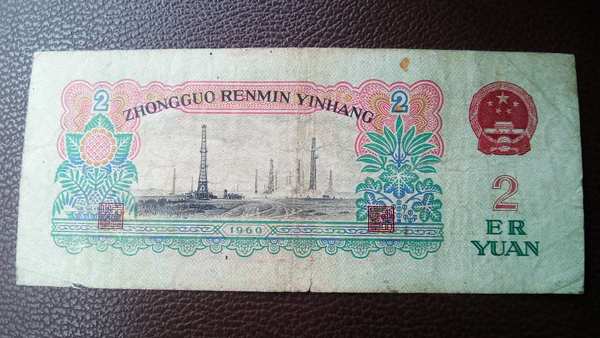 2
ZHONGGUO RENMIN YINHANG
2
1960
2
ER
YUAN